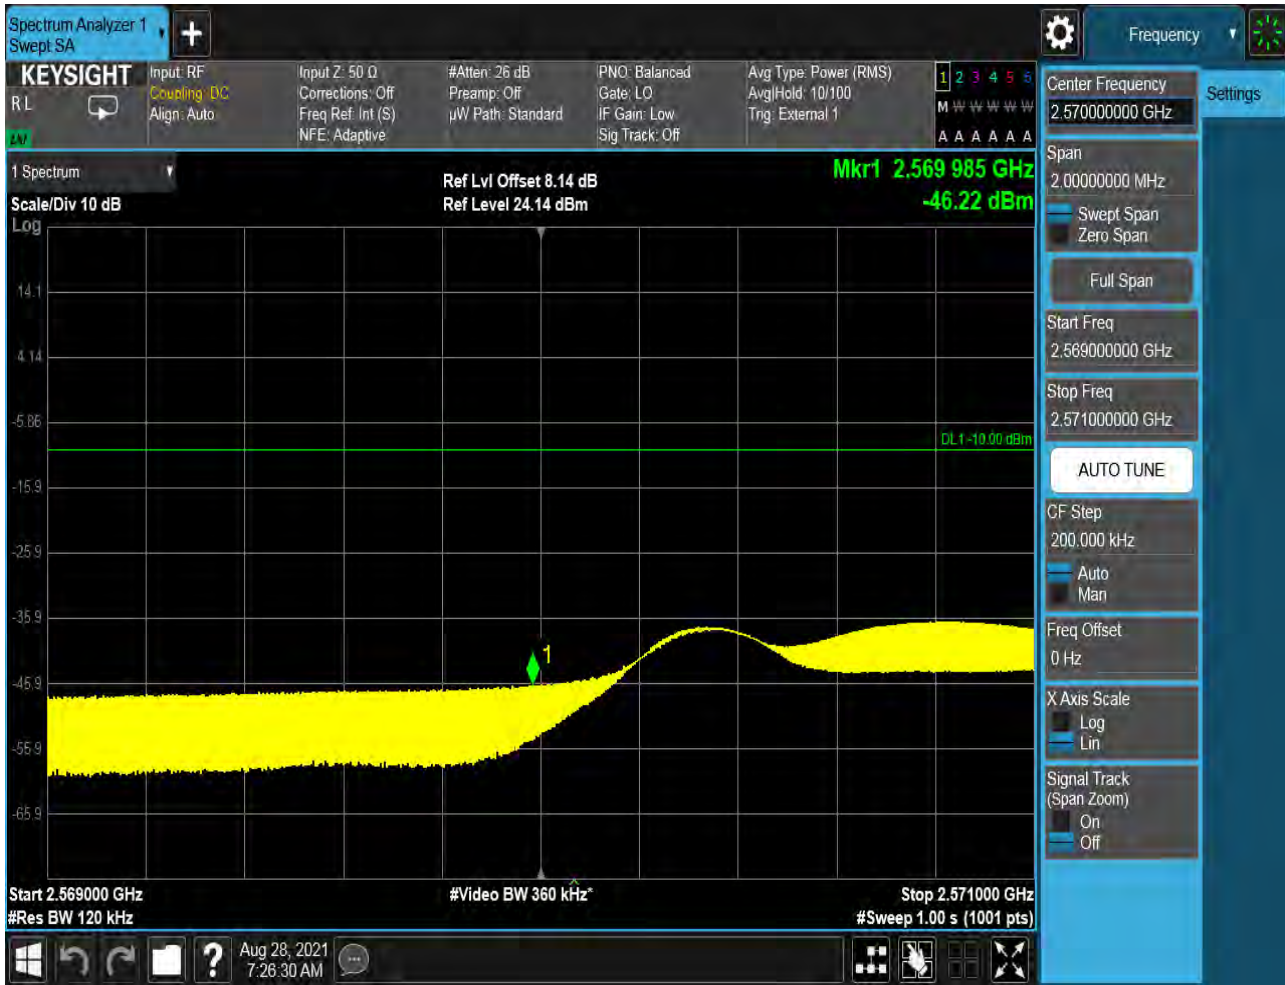 Spectrum Analyzer 1
Swept SA
+
Frequency
KEYSIGHT
R L
LXI
Input: RF
Coupling: DC
Align: Auto
Input Z: 50 Ω
Corrections: Off
Freq Ref: Int (S)
NFE: Adaptive
#Atten: 26 dB
Preamp: Off
µW Path: Standard
PNO: Balanced
Gate: LO
IF Gain: Low
Sig Track: Off
Avg Type: Power (RMS)
Avg|Hold: 10/100
Trig: External 1
1 2 3 4 5 6
M W W W W W
A A A A A A
1 Spectrum
Scale/Div 10 dB
Log
Ref Lvl Offset 8.14 dB
Ref Level 24.14 dBm
Mkr1 2.569 985 GHz
-46.22 dBm
14.1
4.14
-5.86
DL1 -10.00 dBm
-15.9
-25.9
-35.9
1
-45.9
-55.9
-65.9
Start 2.569000 GHz
#Res BW 120 kHz
#Video BW 360 kHz*
Stop 2.571000 GHz
#Sweep 1.00 s (1001 pts)
Center Frequency
2.570000000 GHz
Settings
Span
2.00000000 MHz
Swept Span
Zero Span
Full Span
Start Freq
2.569000000 GHz
Stop Freq
2.571000000 GHz
AUTO TUNE
CF Step
200.000 kHz
Auto
Man
Freq Offset
0 Hz
X Axis Scale
Log
Lin
Signal Track
(Span Zoom)
On
Off
?
Aug 28, 2021
7:26:30 AM